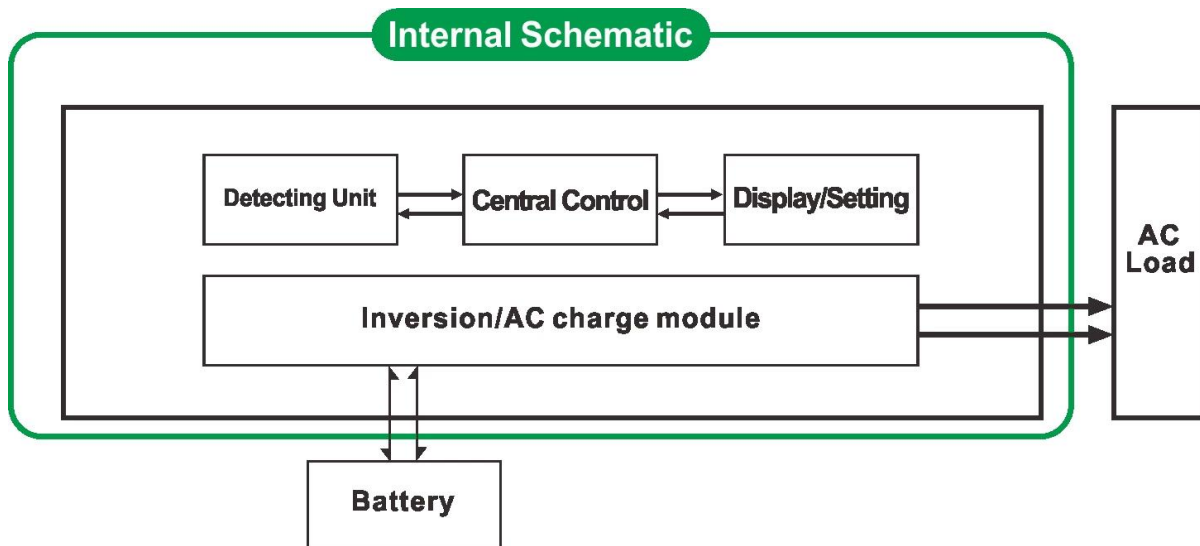 Internal Schematic
Detecting Unit
Central Control
Display/Setting
AC
Load
Inversion/AC charge module
Battery